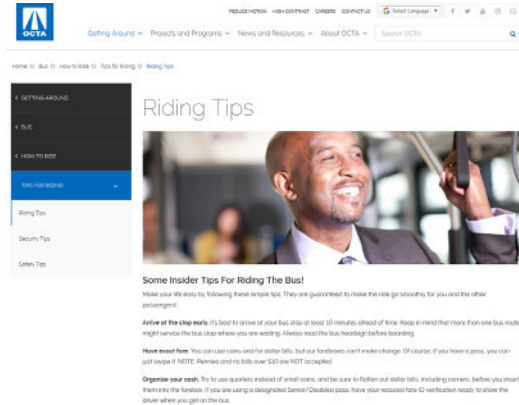 REDUCE MOTION HIGH CONTRAST CAREERS CONTACT US Select Language
OCTA
Getting Around Projects and Programs News and Resources About OCTA Search OCTA
Home Bus How to Ride Tips for Riding Riding Tips
GETTING AROUND
BUS
HOW TO RIDE
TIPS FOR RIDING
Riding Tips
Security Tips
Safety Tips
Riding Tips
Some Insider Tips For Riding The Bus!
Make your life easy by following these simple tips. They are guaranteed to make the ride go smoothly for you and the other
passengers!
Arrive at the stop early. It's best to arrive at your bus stop at least 10 minutes ahead of time. Keep in mind that more than one bus route
might service the bus stop where you are waiting. Always read the bus headsign before boarding.
Have exact fare. You can use coins and/or dollar bills, but our fareboxes can't make change. Of course, if you have a pass, you can
just swipe it. NOTE: Pennies and no bills over $10 are NOT accepted.
Organize your cash. Try to use quarters instead of small coins, and be sure to flatten out dollar bills, including corners, before you insert
them into the farebox. If you are using a designated Senior/Disabled pass, have your reduced fare ID verification ready to show the
driver when you get on the bus.